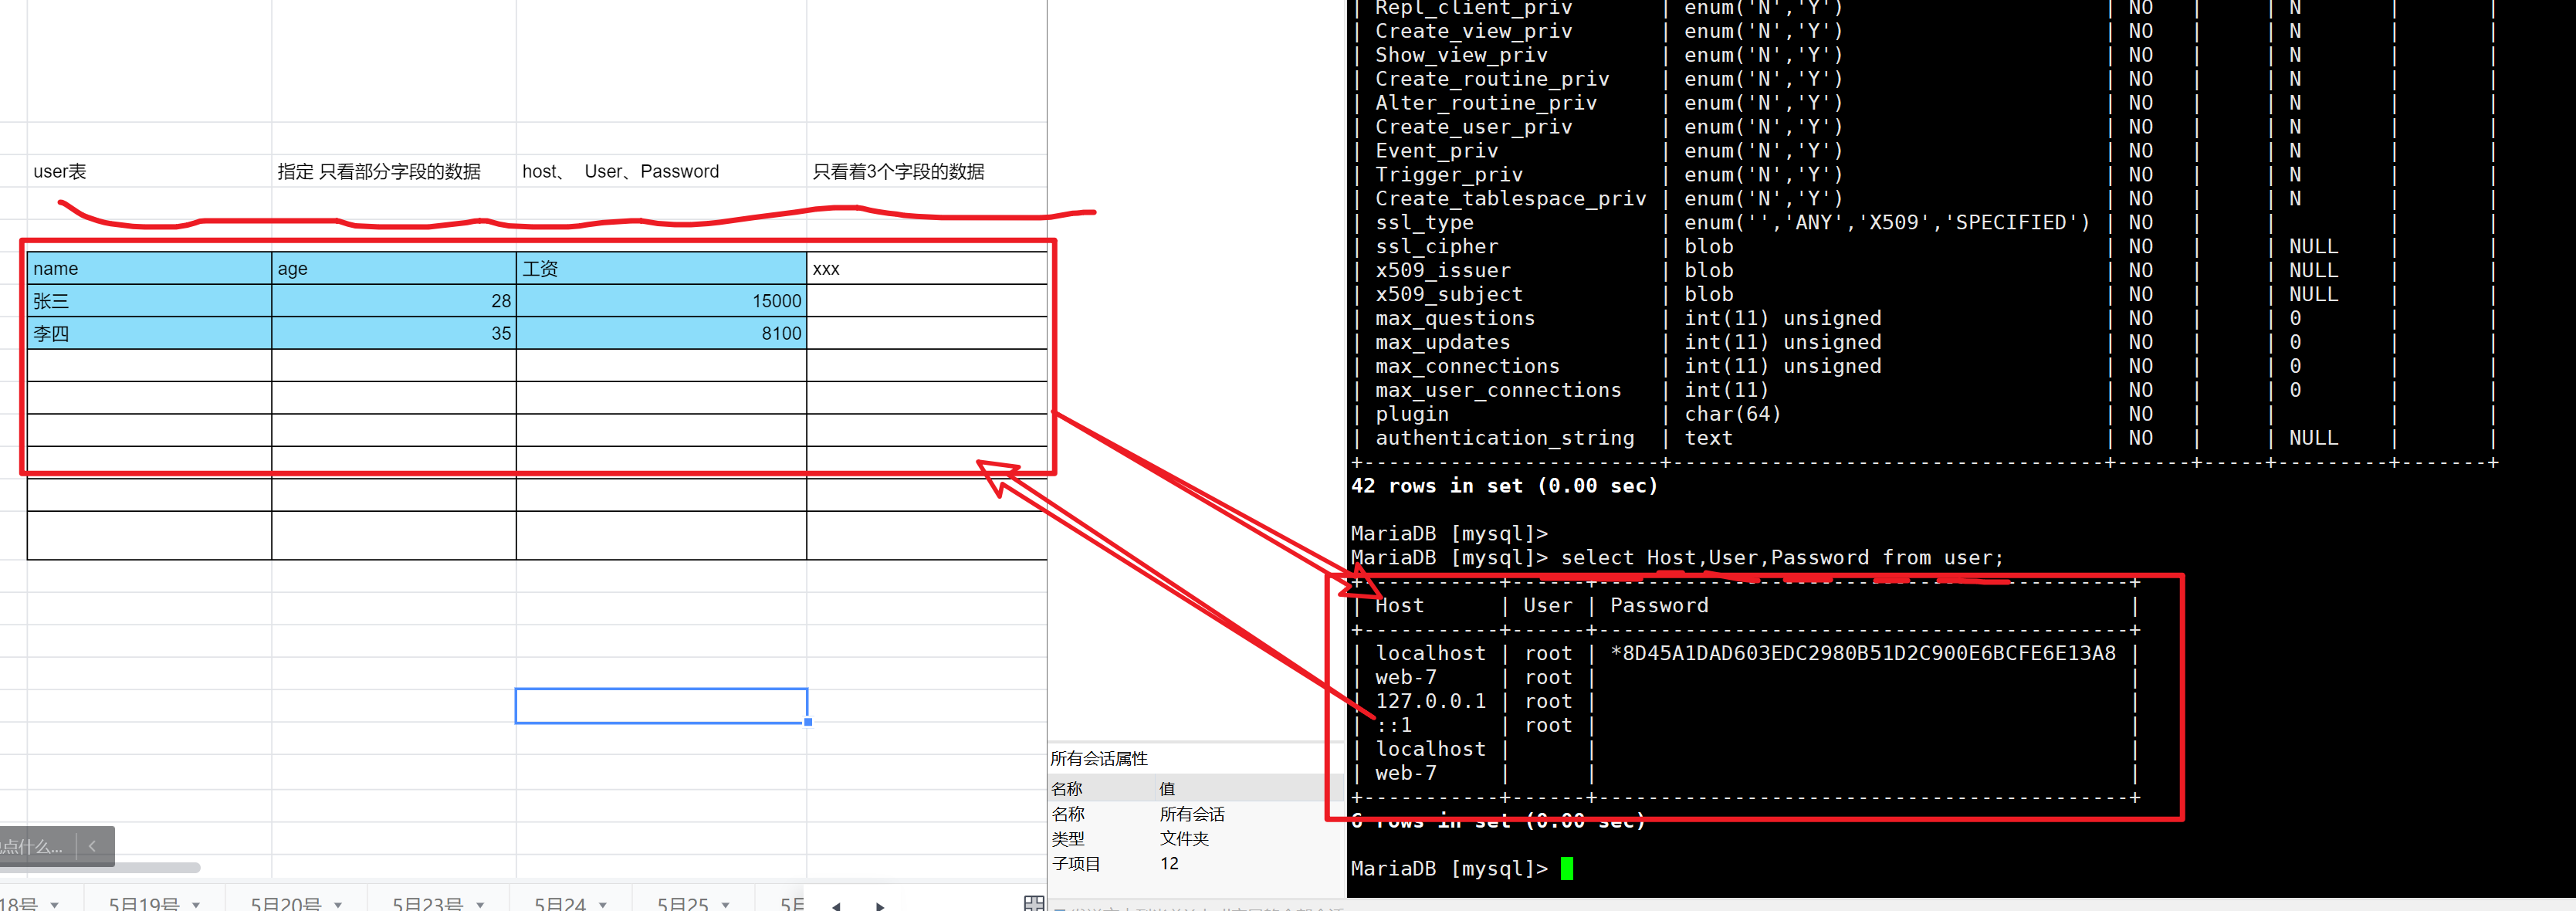 user表 指定 只看部分字段的数据 host、 User、Password 只看着3个字段的数据
name age 工资 xxx
张三 28 15000
李四 35 8100
所有会话属性
名称 值
名称 所有会话
类型 文件夹
子项目 12
点什么...
18号 5月19号 5月20号 5月23号 5月24 5月25
| Repl_client_priv | enum('N','Y') | NO | | N | |
| Create_view_priv | enum('N','Y') | NO | | N | |
| Show_view_priv | enum('N','Y') | NO | | N | |
| Create_routine_priv | enum('N','Y') | NO | | N | |
| Alter_routine_priv | enum('N','Y') | NO | | N | |
| Create_user_priv | enum('N','Y') | NO | | N | |
| Event_priv | enum('N','Y') | NO | | N | |
| Trigger_priv | enum('N','Y') | NO | | N | |
| Create_tablespace_priv | enum('N','Y') | NO | | N | |
| ssl_type | enum('','ANY','X509','SPECIFIED') | NO | | | |
| ssl_cipher | blob | NO | | NULL | |
| x509_issuer | blob | NO | | NULL | |
| x509_subject | blob | NO | | NULL | |
| max_questions | int(11) unsigned | NO | | 0 | |
| max_updates | int(11) unsigned | NO | | 0 | |
| max_connections | int(11) unsigned | NO | | 0 | |
| max_user_connections | int(11) | NO | | 0 | |
| plugin | char(64) | NO | | | |
| authentication_string | text | NO | | NULL | |
+------------------------+-----------------------------------+------+-----+---------+-------+
42 rows in set (0.00 sec)
MariaDB [mysql]>
MariaDB [mysql]> select Host,User,Password from user;
+-----------+------+-------------------------------------------+
| Host | User | Password |
+-----------+------+-------------------------------------------+
| localhost | root | *8D45A1DAD603EDC2980B51D2C900E6BCFE6E13A8 |
| web-7 | root | |
| 127.0.0.1 | root | |
| ::1 | root | |
| localhost | | |
| web-7 | | |
+-----------+------+-------------------------------------------+
6 rows in set (0.00 sec)
MariaDB [mysql]>